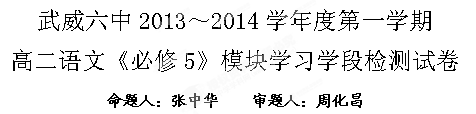 武威六中 2013～2014 学年度第一学期
高二语文《必修 5》模块学习学段检测试卷
命题人：张中华 审题人：周化昌